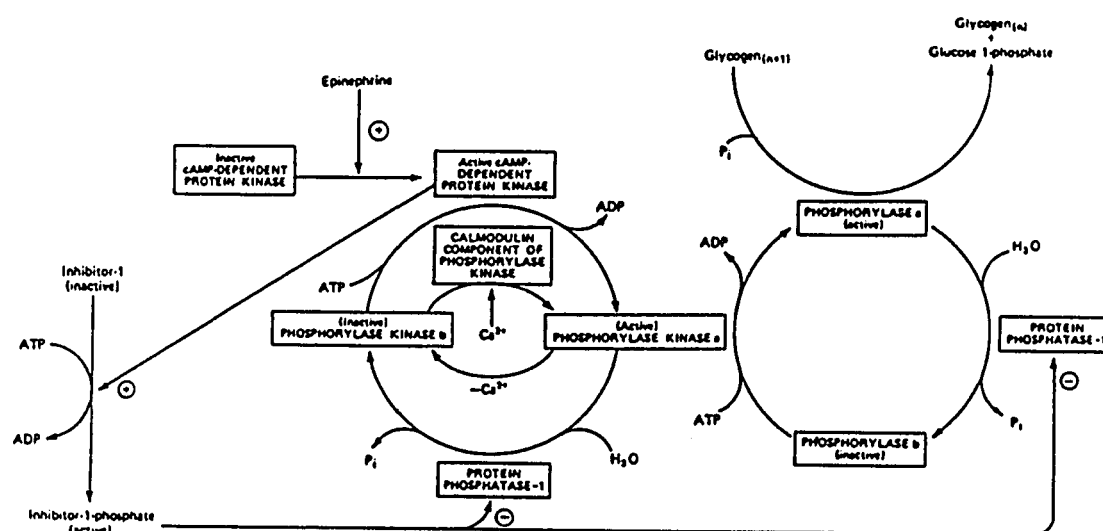 Glycogen(n)
+
Glucose 1-phosphate
Glycogen(n+1)
Epinephrine
+
Pi
Inactive
cAMP-DEPENDENT
PROTEIN KINASE
Active cAMP-
DEPENDENT
PROTEIN KINASE
ADP
PHOSPHORYLASE a
(active)
CALMODULIN
COMPONENT OF
PHOSPHORYLASE
KINASE
ADP
H2O
Inhibitor-1
(inactive)
ATP
(Inactive)
PHOSPHORYLASE KINASE b
Ca2+
(Active)
PHOSPHORYLASE KINASE a
PROTEIN
PHPHATASE-1
ATP
+
−Ca2+
−
ADP
ATP
Pi
PHOSPHORYLASE b
(inactive)
Pi
H2O
PROTEIN
PHOSPHATASE-1
Inhibitor-1-phosphate
(active)
−